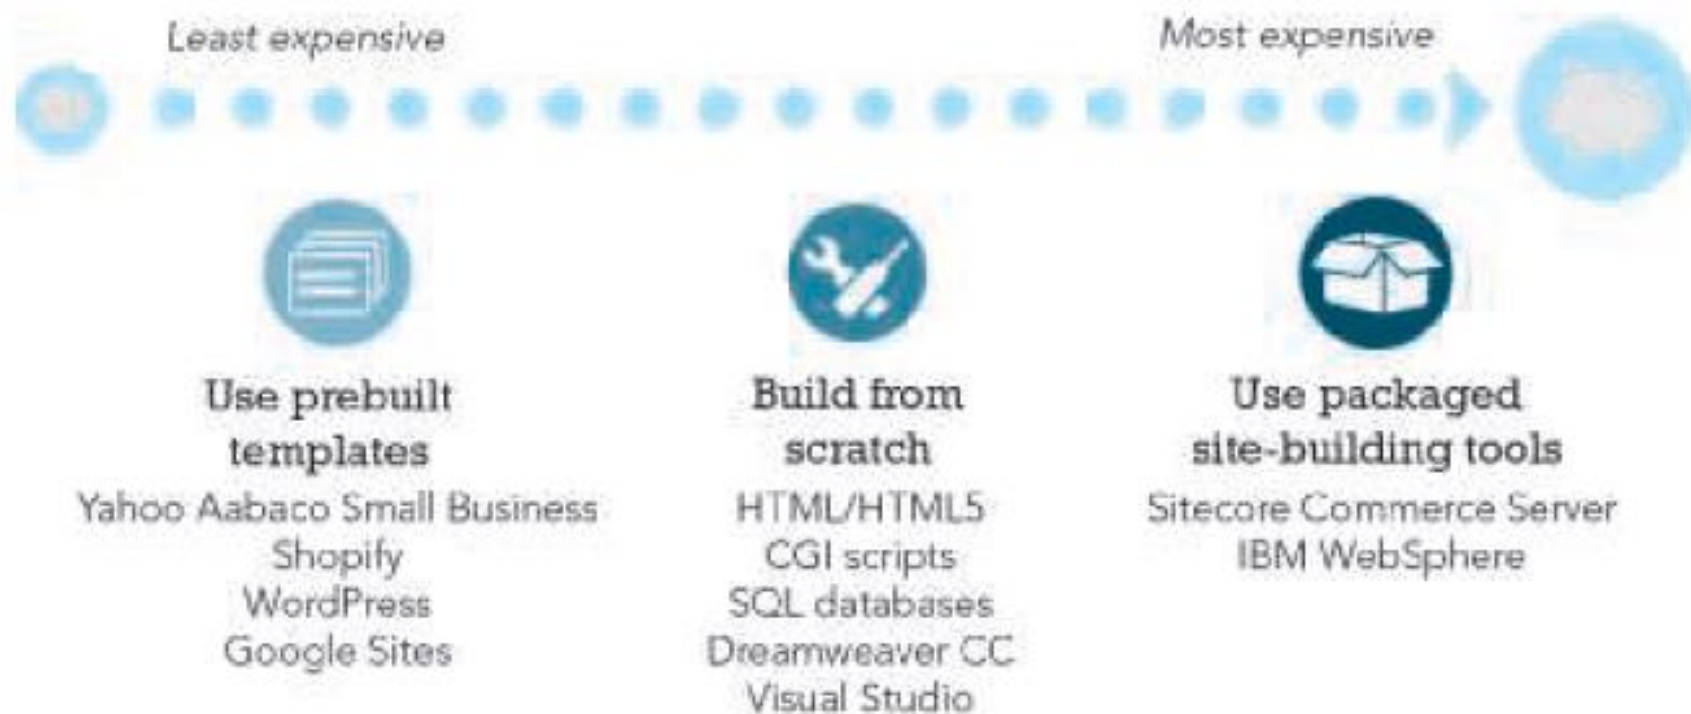 Least expensive
Most expensive
Use prebuilt
templates
Yahoo Aabaco Small Business
Shopify
WordPress
Google Sites
Build from
scratch
HTML/HTML5
CGI scripts
SQL databases
Dreamweaver CC
Visual Studio
Use packaged
site-building tools
Sitecore Commerce Server
IBM WebSphere